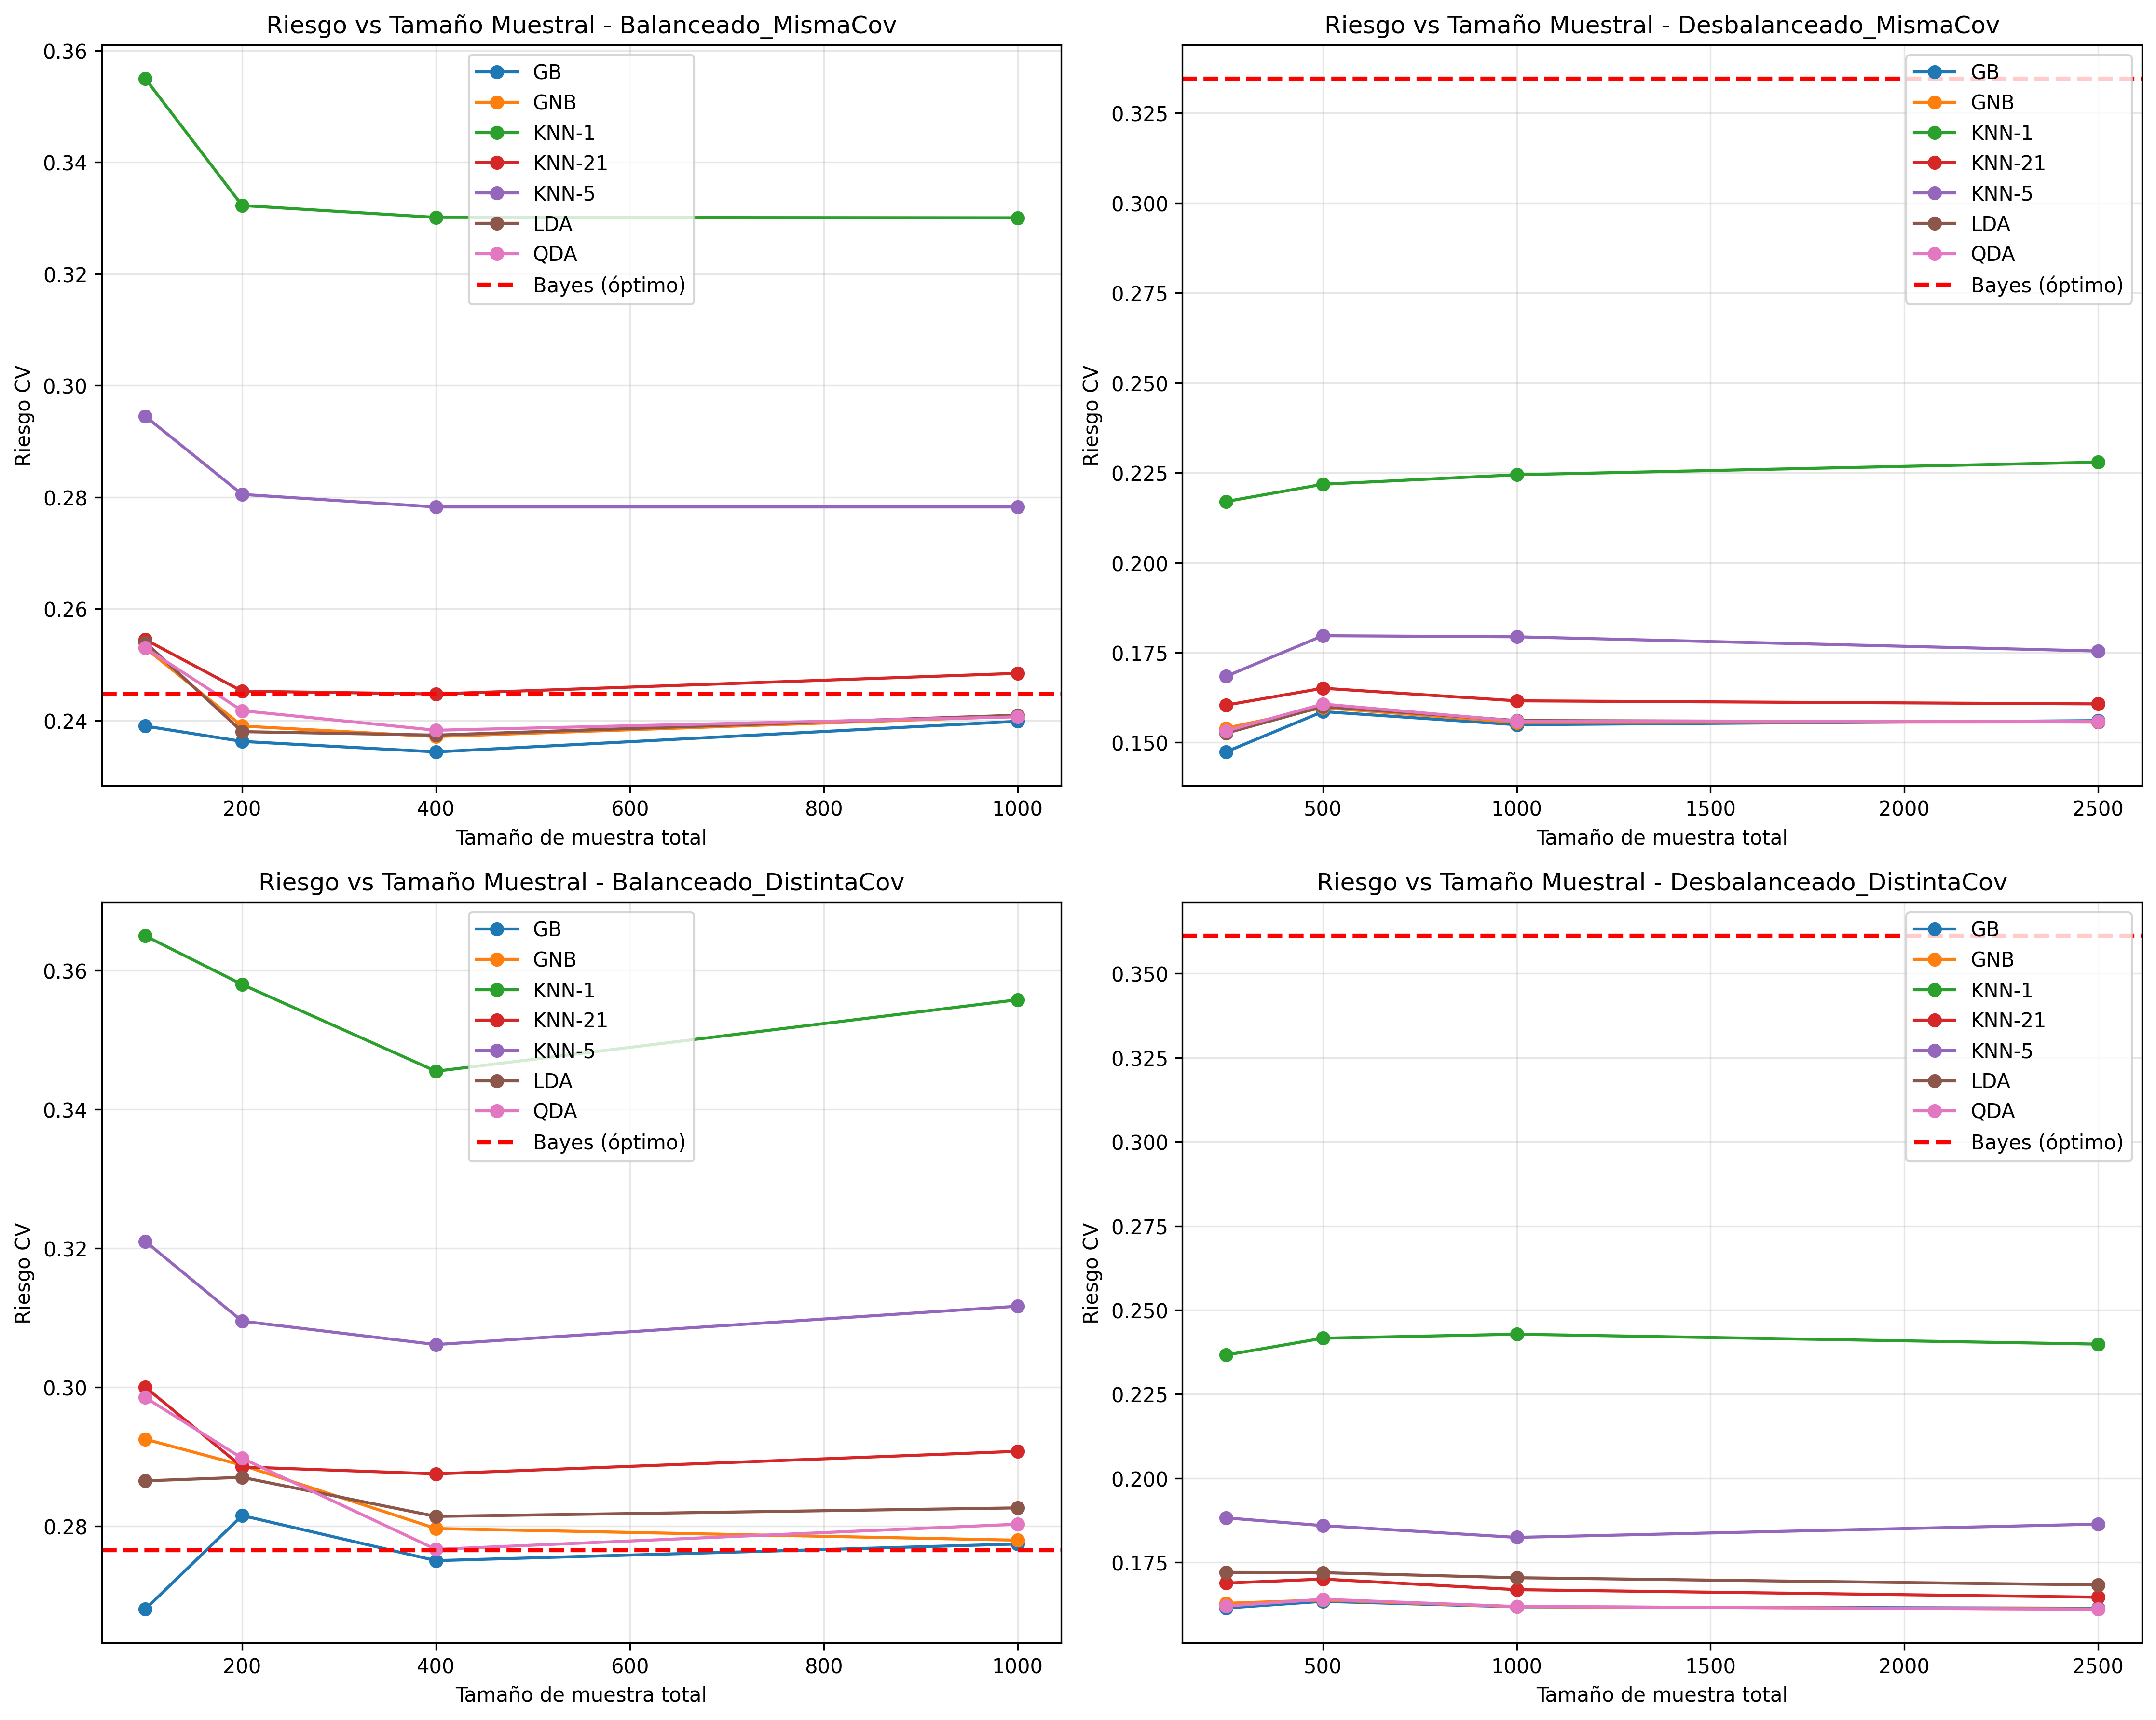 Riesgo vs Tamaño Muestral - Balanceado_MismaCov
0.36
0.34
0.32
0.30
0.28
0.26
0.24
Riesgo CV
GB
GNB
KNN-1
KNN-21
KNN-5
LDA
QDA
Bayes (óptimo)
200 400 600 800 1000
Tamaño de muestra total
Riesgo vs Tamaño Muestral - Desbalanceado_MismaCov
0.325
0.300
0.275
0.250
0.225
0.200
0.175
0.150
Riesgo CV
GB
GNB
KNN-1
KNN-21
KNN-5
LDA
QDA
Bayes (óptimo)
500 1000 1500 2000 2500
Tamaño de muestra total
Riesgo vs Tamaño Muestral - Balanceado_DistintaCov
0.36
0.34
0.32
0.30
0.28
Riesgo CV
GB
GNB
KNN-1
KNN-21
KNN-5
LDA
QDA
Bayes (óptimo)
200 400 600 800 1000
Tamaño de muestra total
Riesgo vs Tamaño Muestral - Desbalanceado_DistintaCov
0.350
0.325
0.300
0.275
0.250
0.225
0.200
0.175
Riesgo CV
GB
GNB
KNN-1
KNN-21
KNN-5
LDA
QDA
Bayes (óptimo)
500 1000 1500 2000 2500
Tamaño de muestra total